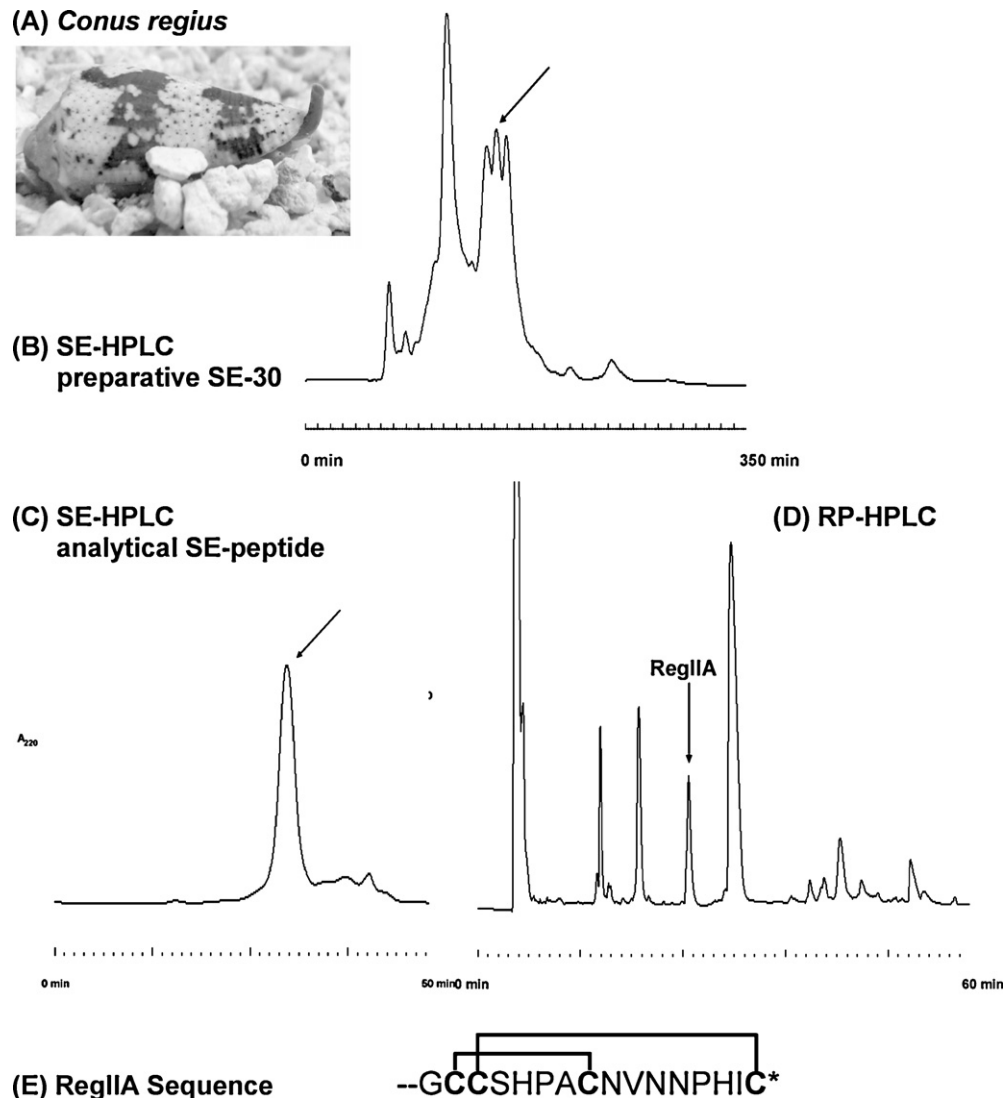 (A) Conus regius
(B) SE-HPLC
preparative SE-30
0 min 350 min
(C) SE-HPLC
analytical SE-peptide
(D) RP-HPLC
RegIIA
A220
0 min 50 min 0 min 60 min
(E) RegIIA Sequence --GCCSHPACNVNNPHIC*